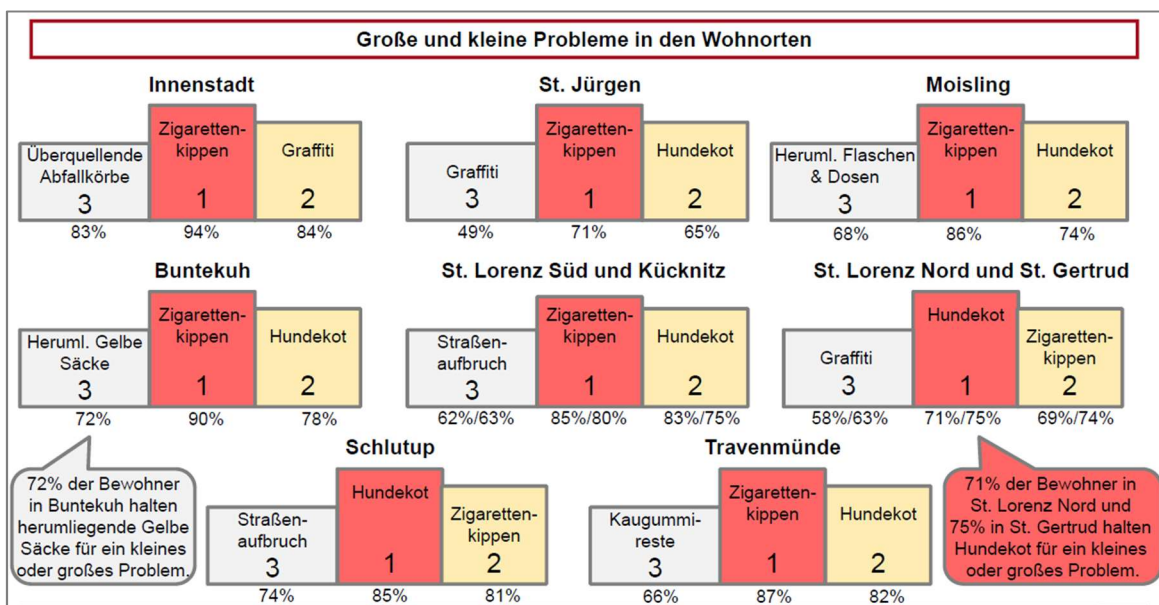 Große und kleine Probleme in den Wohnorten
Innenstadt
Überquellende
Abfallkörbe
3
83%
Zigaretten-
kippen
1
94%
Graffiti
2
84%
St. Jürgen
Graffiti
3
49%
Zigaretten-
kippen
1
71%
Hundekot
2
65%
Moisling
Heruml. Flaschen
& Dosen
3
68%
Zigaretten-
kippen
1
86%
Hundekot
2
74%
Buntekuh
Heruml. Gelbe
Säcke
3
72%
Zigaretten-
kippen
1
90%
Hundekot
2
78%
St. Lorenz Süd und Kücknitz
Straßen-
aufbruch
3
62%/63%
Zigaretten-
kippen
1
85%/80%
Hundekot
2
83%/75%
St. Lorenz Nord und St. Gertrud
Graffiti
3
58%/63%
Hundekot
1
71%/75%
Zigaretten-
kippen
2
69%/74%
72% der Bewohner
in Buntekuh halten
herumliegende Gelbe
Säcke für ein kleines
oder großes Problem.
Schlutup
Straßen-
aufbruch
3
74%
Hundekot
1
85%
Zigaretten-
kippen
2
81%
Travenmünde
Kaugummi-
reste
3
66%
Zigaretten-
kippen
1
87%
Hundekot
2
82%
71% der Bewohner in
St. Lorenz Nord und
75% in St. Gertrud halten
Hundekot für ein kleines
oder großes Problem.